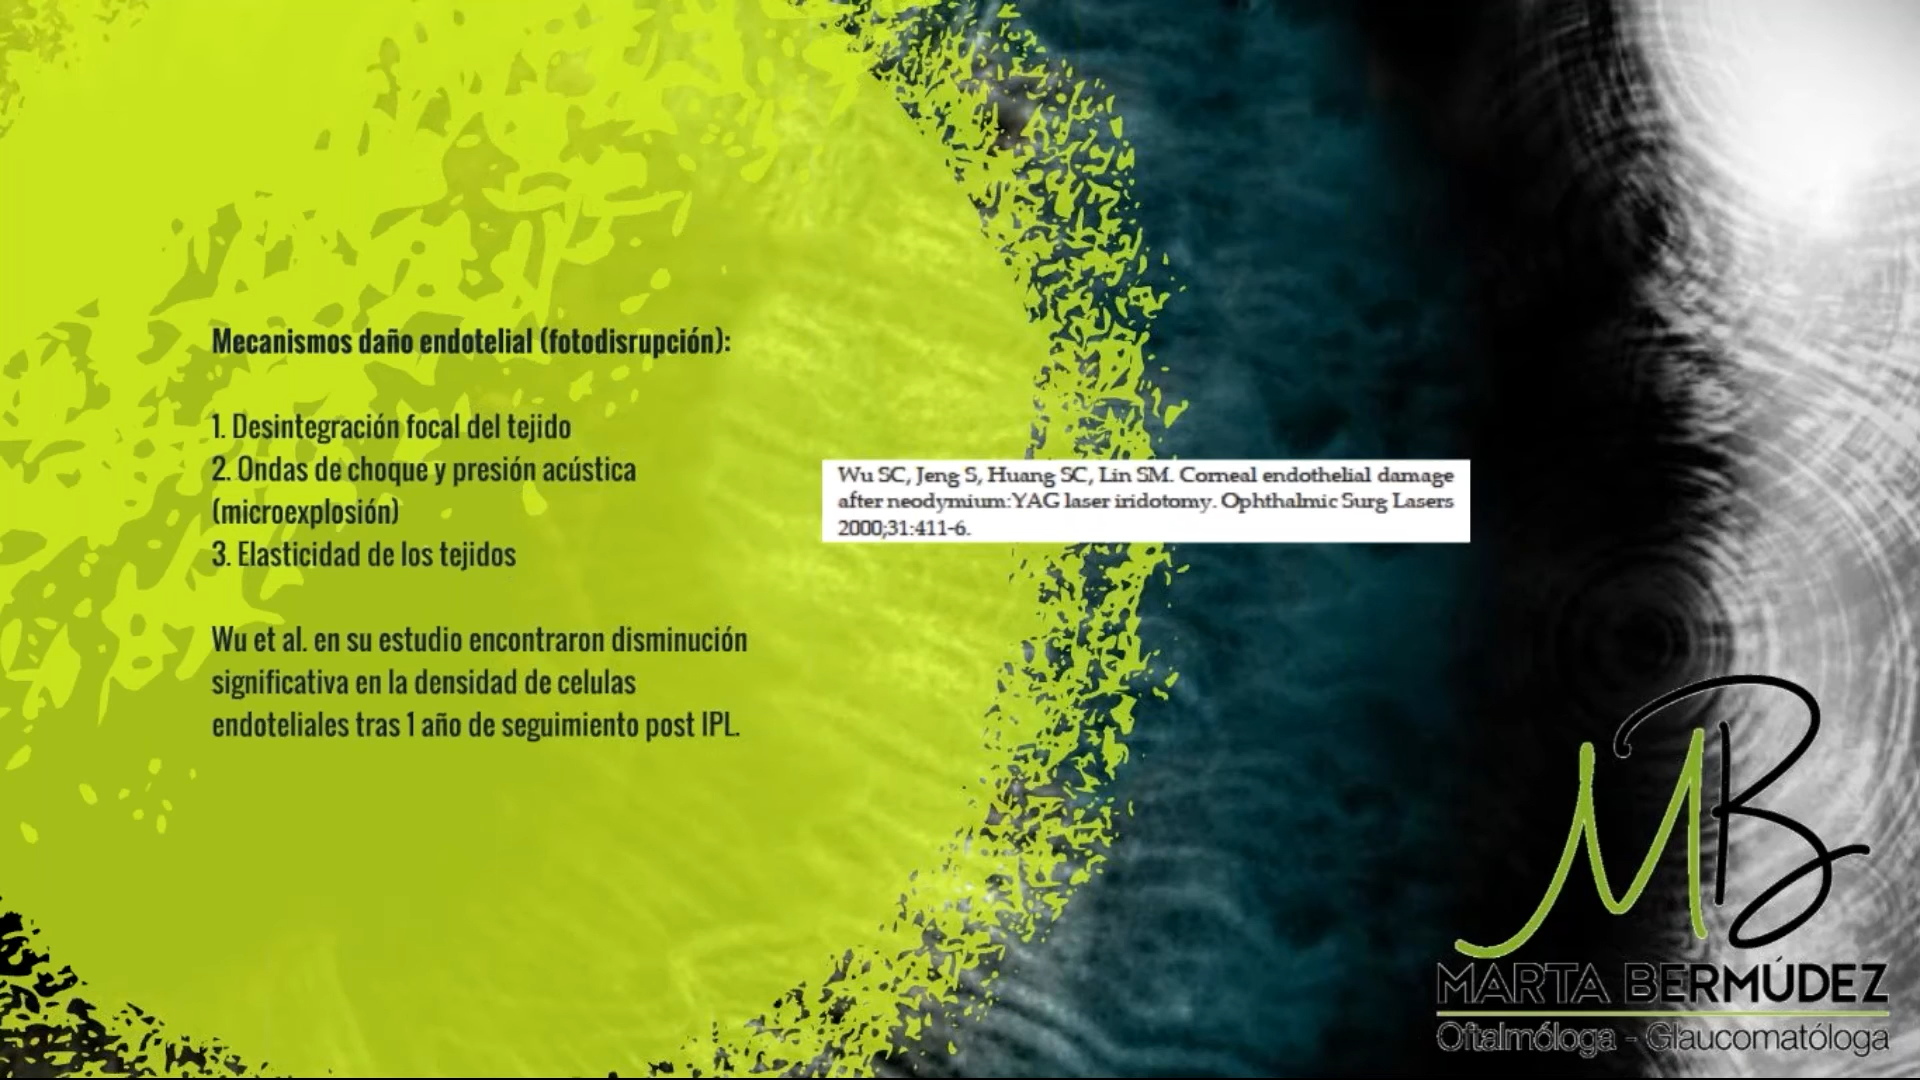 Mecanismos daño endotelial (fotodisrupción):
1. Desintegración focal del tejido
2. Ondas de choque y presión acústica
(microexplosión)
3. Elasticidad de los tejidos
Wu et al. en su estudio encontraron disminución
significativa en la densidad de celulas
endoteliales tras 1 año de seguimiento post IPL.
Wu SC, Jeng S, Huang SC, Lin SM. Corneal endothelial damage
after neodymium:YAG laser iridotomy. Ophthalmic Surg Lasers
2000;31:411-6.
MB
MARTA BERMÚDEZ
Oftalmóloga - Glaucomatóloga